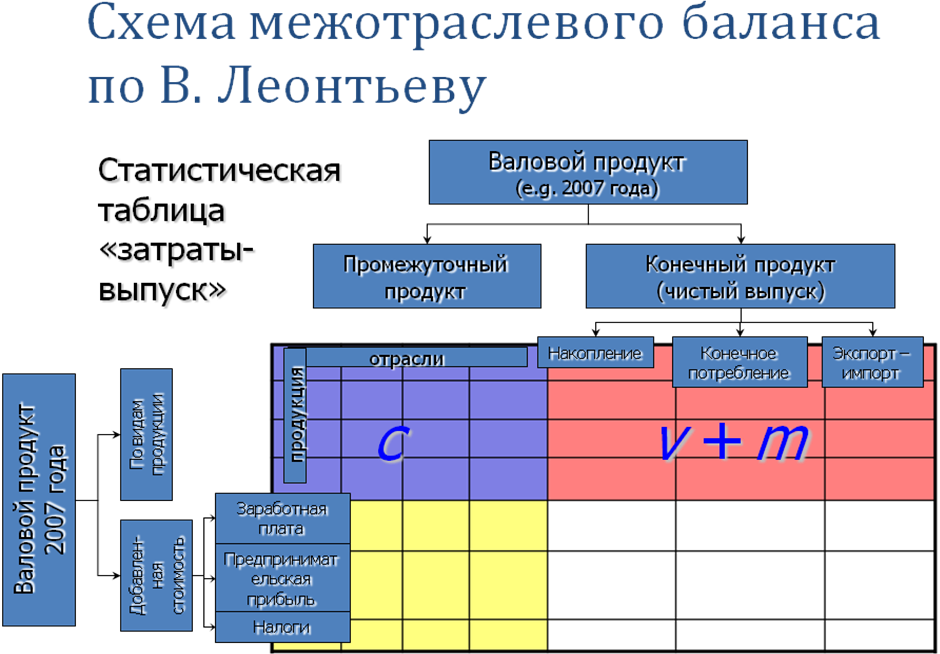 Схема межотраслевого баланса
по В. Леонтьеву
Статистическая
таблица
«затраты-
выпуск»
Валовой продукт
(e.g. 2007 года)
Промежуточный
продукт
Конечный продукт
(чистый выпуск)
отрасли
продукция
Накопление
Конечное
потребление
Экспорт –
импорт
c
v + m
Валовой продукт
2007 года
По видам
продукции
Добавлен-
ная
стоимость
Заработная
плата
Предпринимат
ельская
прибыль
Налоги